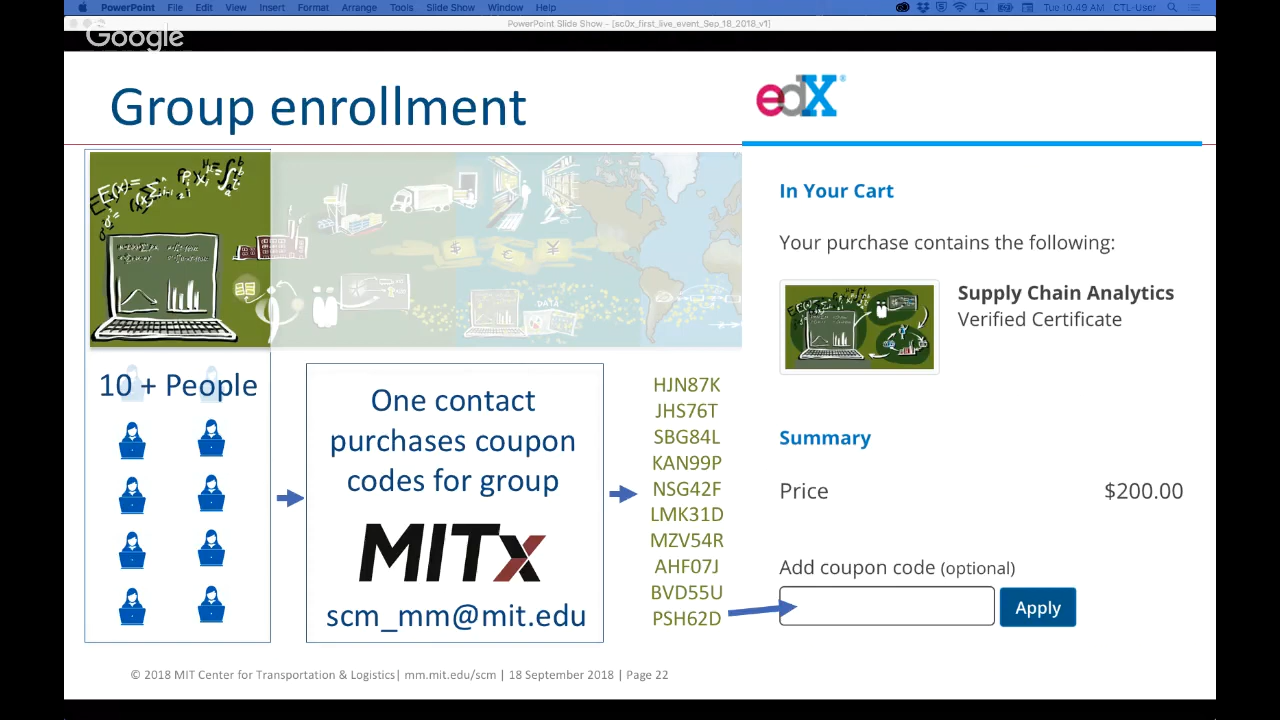 PowerPoint File Edit View Insert Format Arrange Tools Slide Show Window Help Tue 10:49 AM CTL-User
PowerPoint Slide Show - [sc0x_first_live_event_Sep_18_2018_v1]
Google
Group enrollment
edX
In Your Cart
Your purchase contains the following:
Supply Chain Analytics
Verified Certificate
10 + People
One contact
purchases coupon
codes for group
MITx
scm_mm@mit.edu
HJN87K
JHS76T
SBG84L
KAN99P
NSG42F
LMK31D
MZV54R
AHF07J
BVD55U
PSH62D
Summary
Price $200.00
Add coupon code (optional)
Apply
© 2018 MIT Center for Transportation & Logistics| mm.mit.edu/scm | 18 September 2018 | Page 22